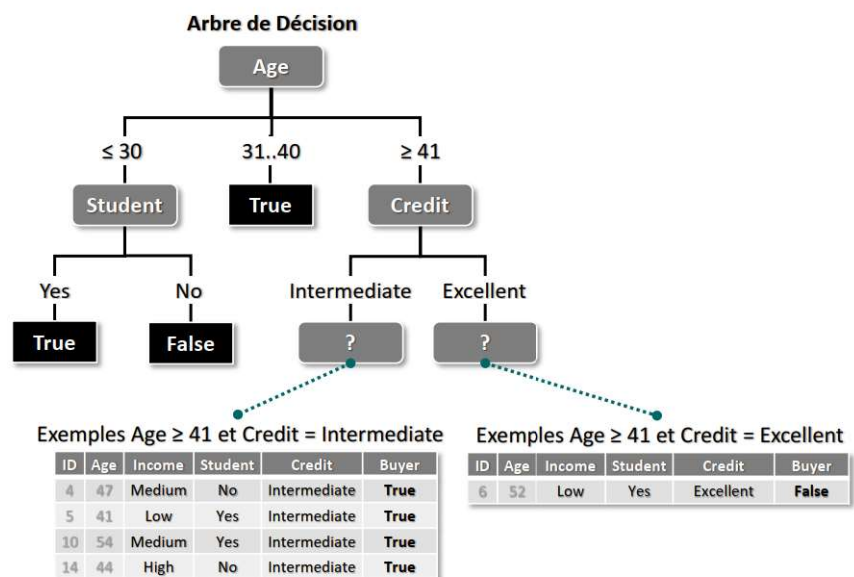 Arbre de Décision
Age
≤ 30 31..40 ≥ 41
Student True Credit
Yes No Intermediate Excellent
True False ? ?
Exemples Age ≥ 41 et Credit = Intermediate
ID Age Income Student Credit Buyer
4 47 Medium No Intermediate True
5 41 Low Yes Intermediate True
10 54 Medium Yes Intermediate True
14 44 High No Intermediate True
Exemples Age ≥ 41 et Credit = Excellent
ID Age Income Student Credit Buyer
6 52 Low Yes Excellent False